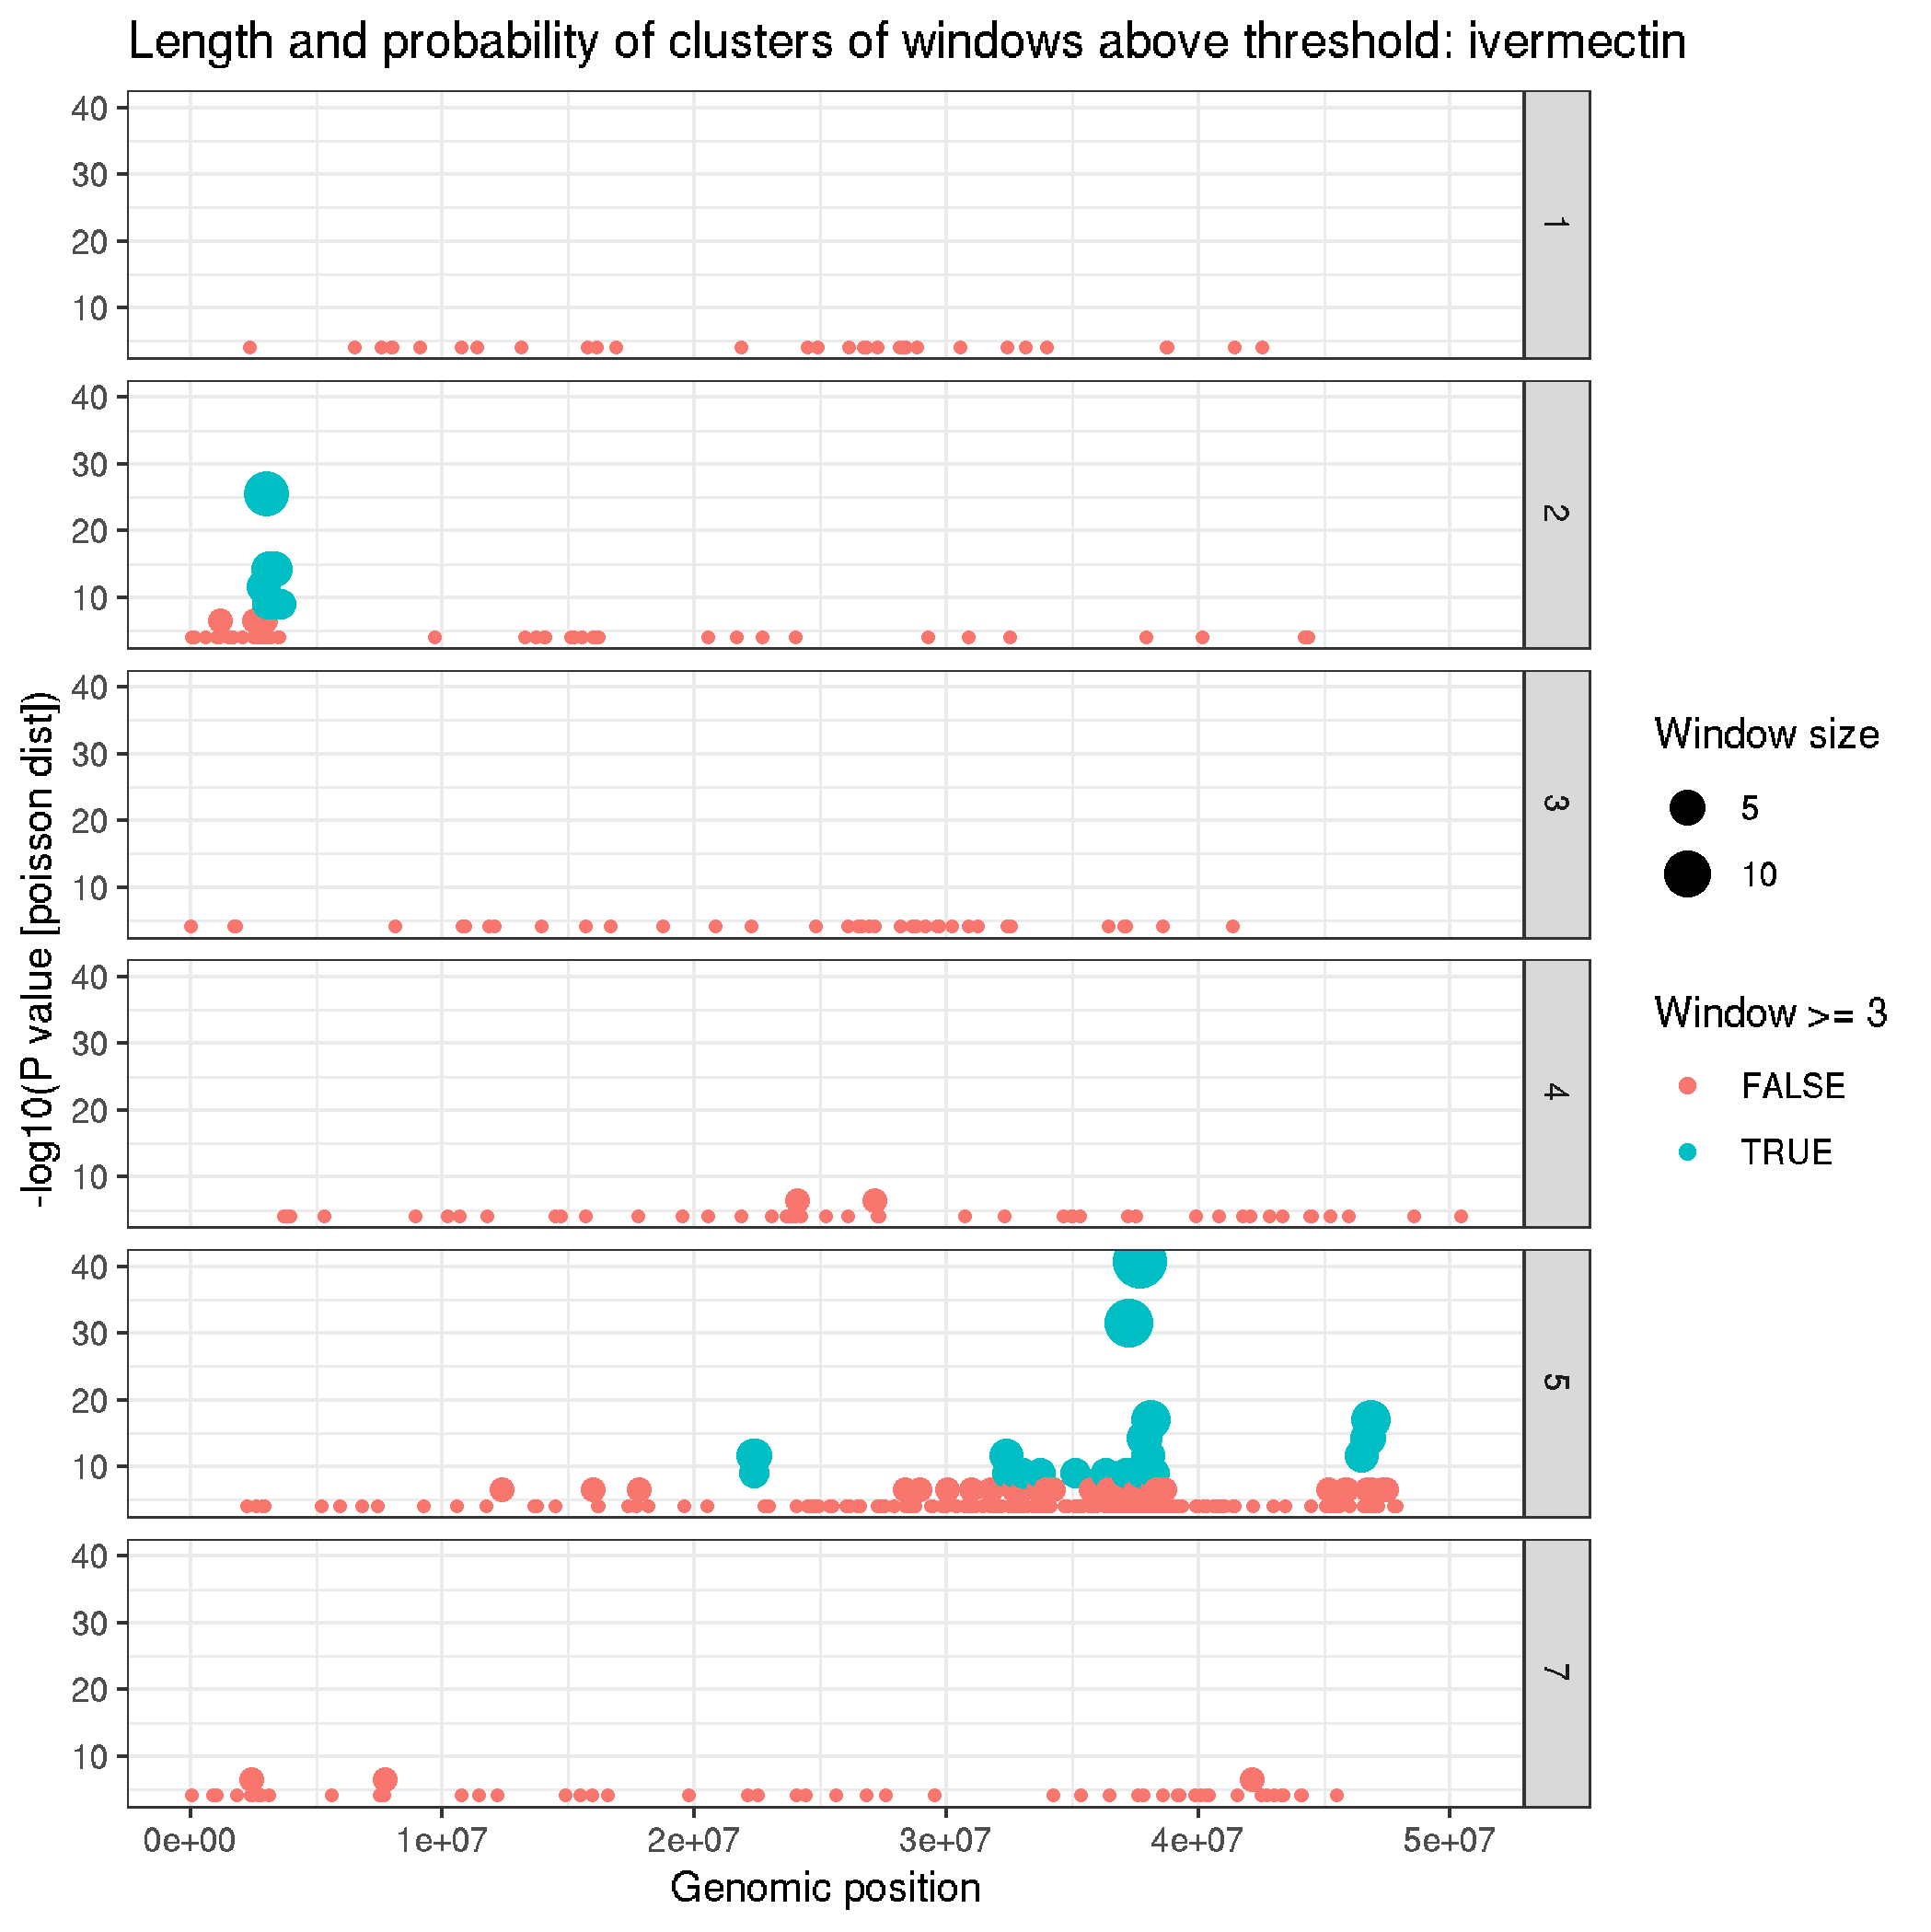 Length and probability of clusters of windows above threshold: ivermectin
-log10(P value [poisson dist])
40
30
20
10
1
40
30
20
10
2
40
30
20
10
3
40
30
20
10
4
40
30
20
10
5
40
30
20
10
7
0e+00
1e+07
2e+07
3e+07
4e+07
5e+07
Genomic position
Window size
5
10
Window >= 3
FALSE
TRUE